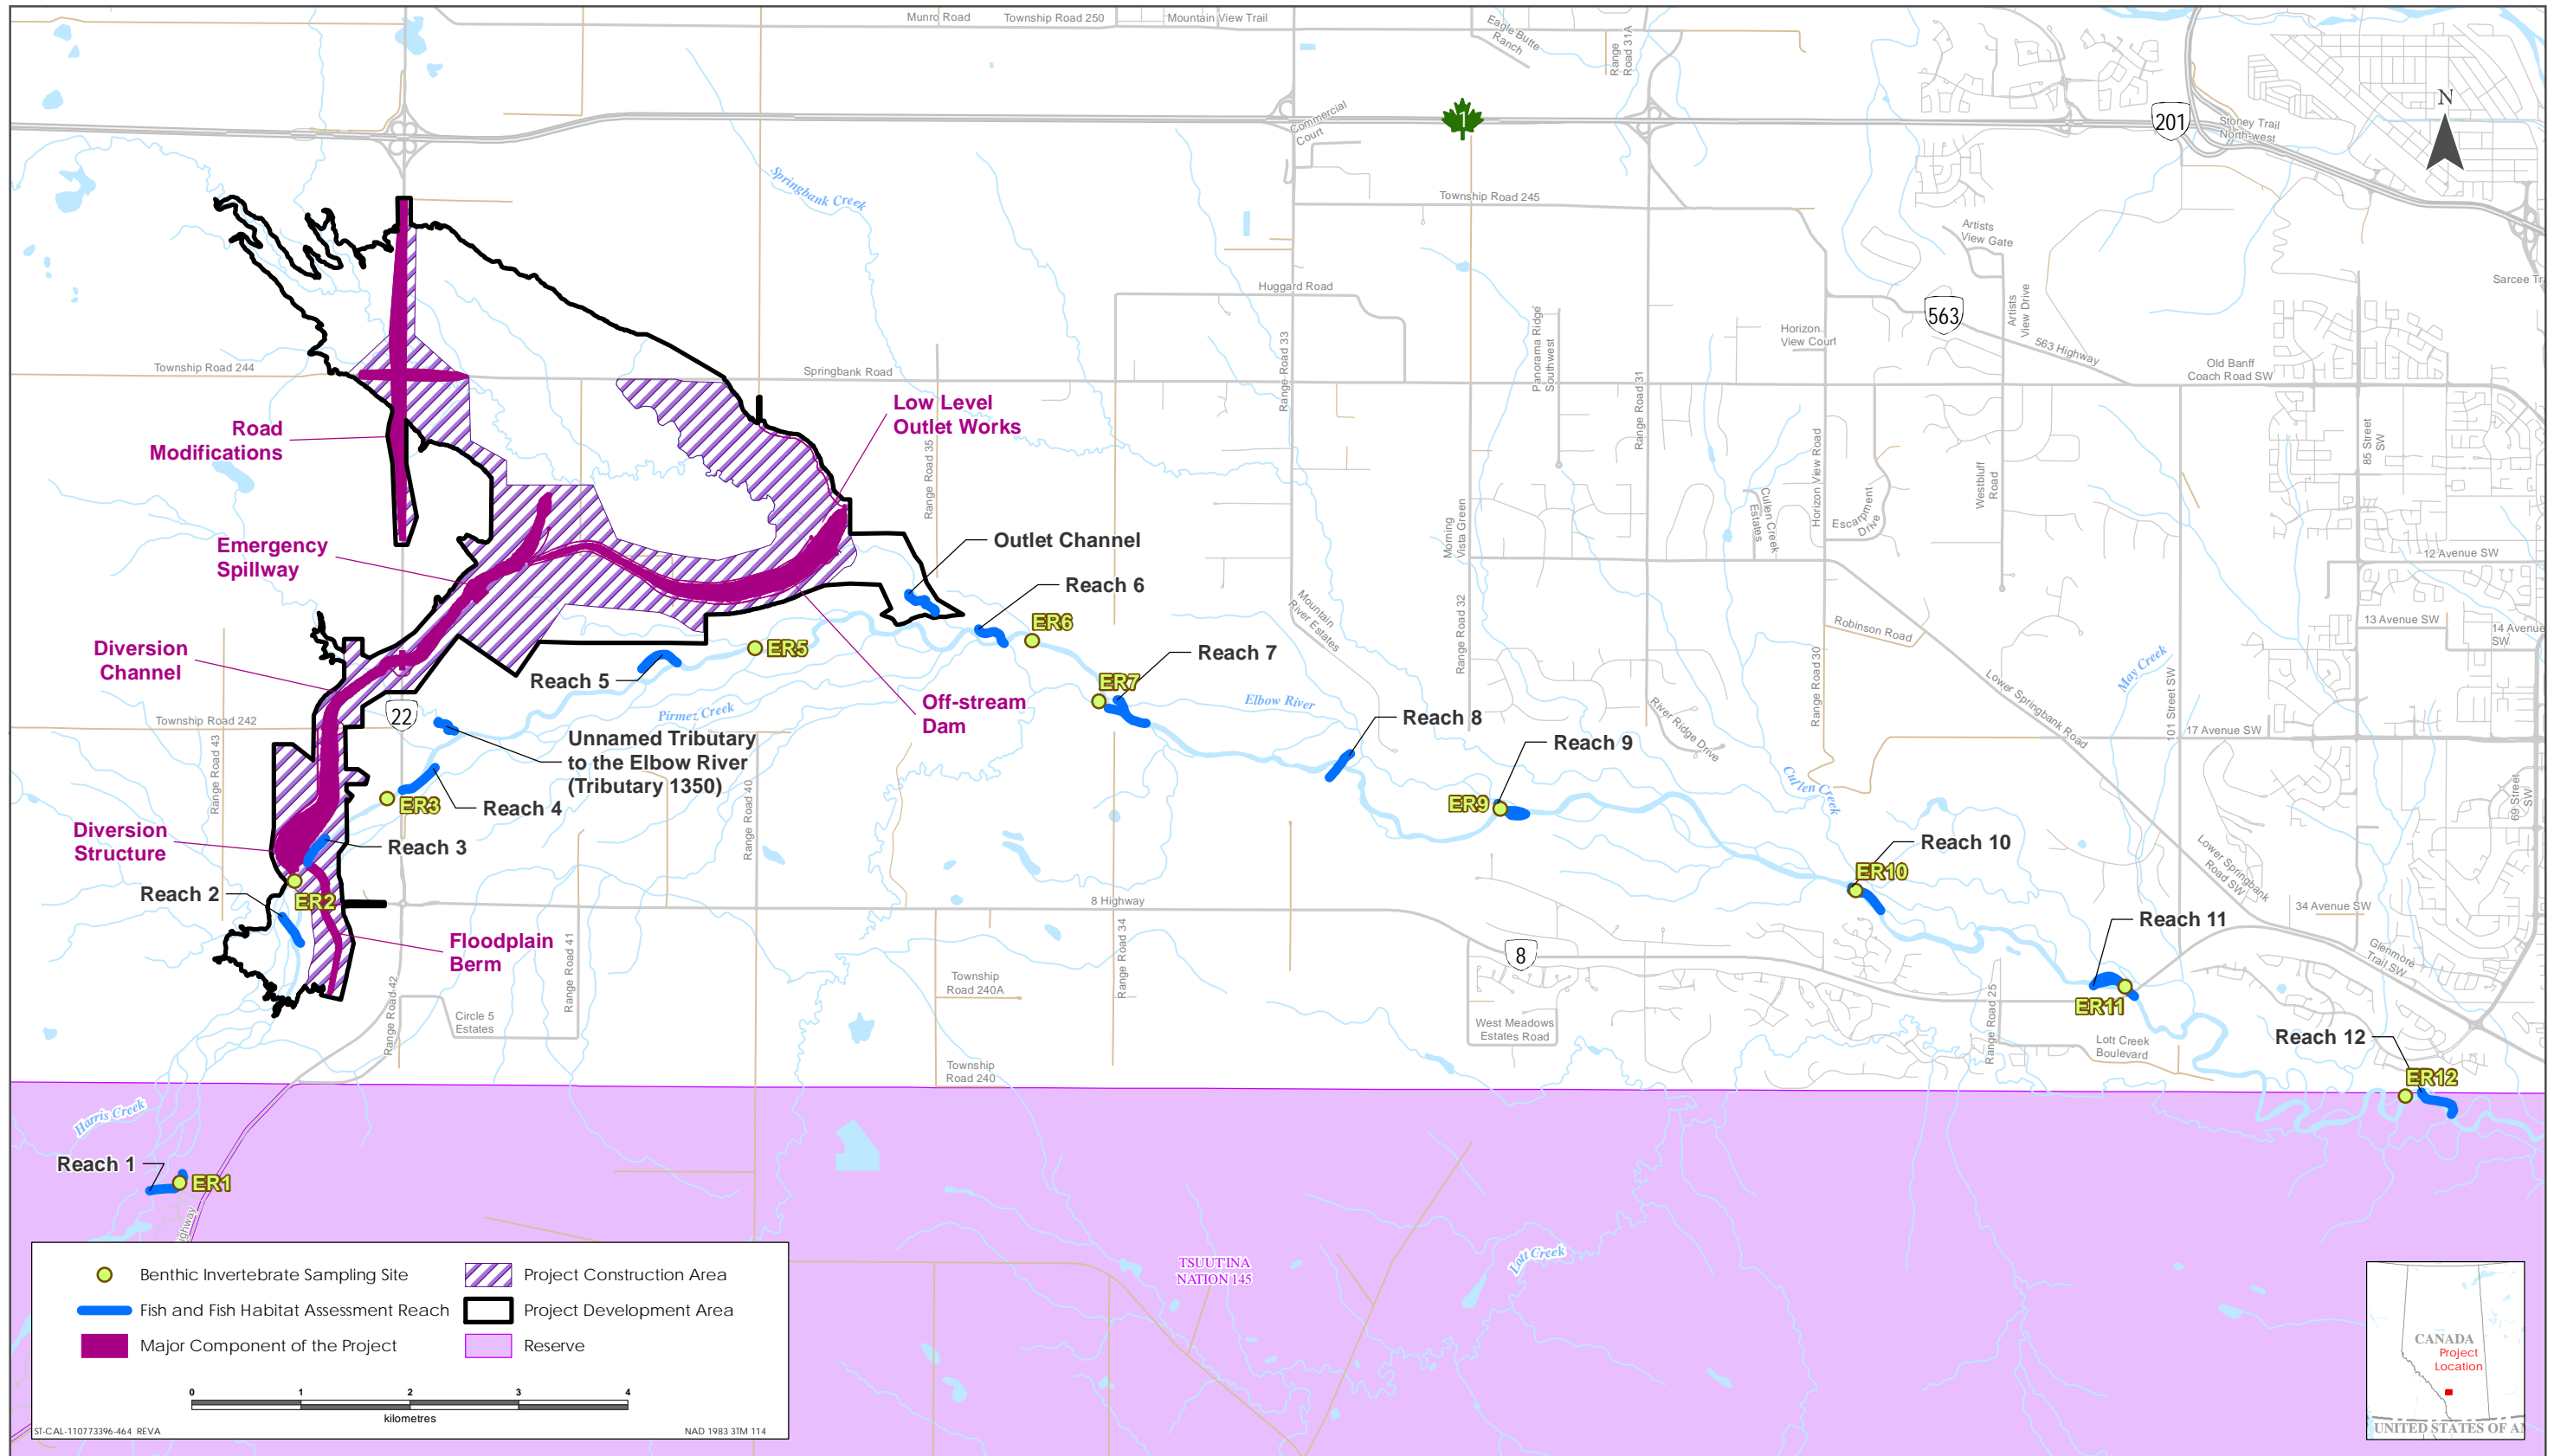 Munro Road
Township Road 250
Mountain View Trail
Eagle Butte
Ranch
Range
Road 31A
N
1
201
Stoney Trail
North-west
Commercial
Court
Springbank Creek
Township Road 245
Artists
View Gate
Sarcee Tr
Huggard Road
Range Road 33
Panorama Ridge
Southwest
Horizon
View Court
563
Artists
View Drive
563 Highway
Old Banff
Coach Road SW
Township Road 244
Springbank Road
Range Road 31
Low Level
Outlet Works
Road
Modifications
Range Road 35
85 Street
SW
Horizon View Road
Escarpment
Drive
Westbluff
Road
Cullen Creek
Estates
Morning
Vista Green
12 Avenue SW
Emergency
Spillway
Outlet Channel
Reach 6
Mountain
River Estates
Range Road 32
Robinson Road
13 Avenue SW
14 Avenue
SW
ER6
ER5
Diversion
Channel
Reach 5
Reach 7
ER7
Range Road 30
Lower Springbank Road
May Creek
101 Street SW
Off-stream
Dam
Elbow River
Pirmez Creek
River Ridge Drive
Township Road 242
22
Reach 8
Reach 9
17 Avenue SW
Range Road 43
Unnamed Tributary
to the Elbow River
(Tributary 1350)
Range Road 40
Cullen Creek
69 Street
SW
ER3
Reach 4
ER9
Diversion
Structure
Reach 3
Reach 10
ER10
Lower Springbank
Road SW
Reach 2
ER2
8 Highway
34 Avenue SW
Reach 11
Floodplain
Berm
Range Road 41
Range Road 34
8
Glenmore
Trail SW
Township
Road 240A
Range Road 42
Circle 5
Estates
West Meadows
Estates Road
Range Road 25
ER11
Lott Creek
Boulevard
Reach 12
Township
Road 240
ER12
Harris Creek
Reach 1
ER1
ighway
TSUUT'INA
NATION 145
Lott Creek
Benthic Invertebrate Sampling Site
Fish and Fish Habitat Assessment Reach
Major Component of the Project
Project Construction Area
Project Development Area
Reserve
0 1 2 3 4
kilometres
ST-CAL-110773396-464 REVA
NAD 1983 3TM 114
CANADA
Project
Location
UNITED STATES OF A